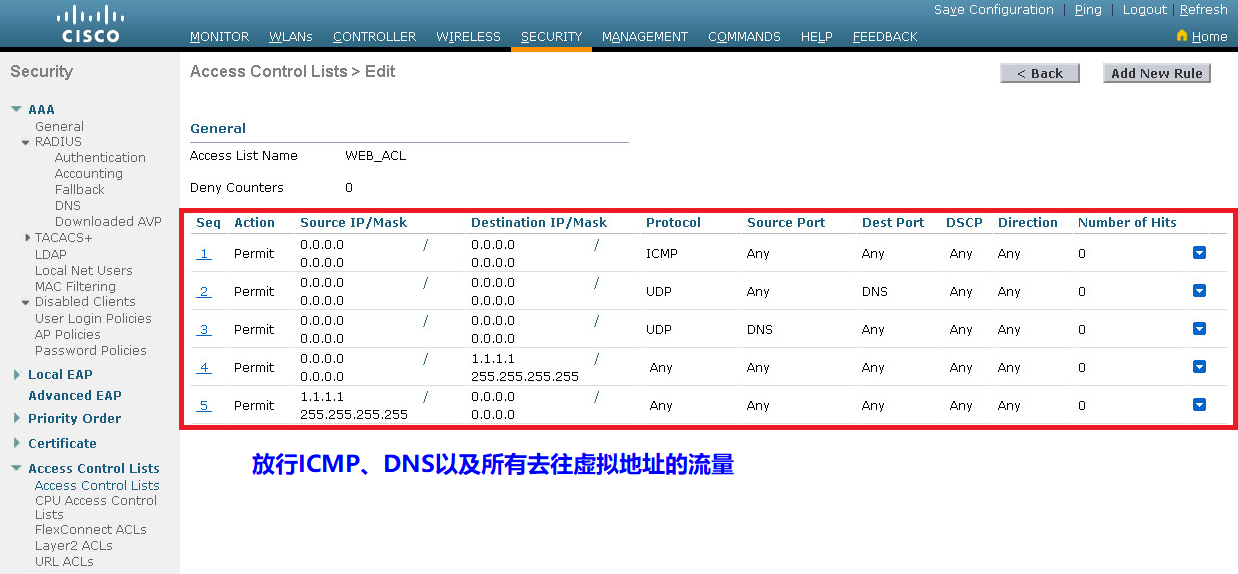 Save Configuration | Ping | Logout | Refresh
CISCO
MONITOR WLANs CONTROLLER WIRELESS SECURITY MANAGEMENT COMMANDS HELP FEEDBACK Home
Security
AAA
General
RADIUS
Authentication
Accounting
Fallback
DNS
Downloaded AVP
TACACS+
LDAP
Local Net Users
MAC Filtering
Disabled Clients
User Login Policies
AP Policies
Password Policies
Local EAP
Advanced EAP
Priority Order
Certificate
Access Control Lists
Access Control Lists
CPU Access Control
Lists
FlexConnect ACLs
Layer2 ACLs
URL ACLs
Access Control Lists > Edit
< Back Add New Rule
General
Access List Name WEB_ACL
Deny Counters 0
Seq Action Source IP/Mask Destination IP/Mask Protocol Source Port Dest Port DSCP Direction Number of Hits
0.0.0.0 / 0.0.0.0 /
1 Permit ICMP Any Any Any Any 0
0.0.0.0 0.0.0.0
0.0.0.0 / 0.0.0.0 /
2 Permit UDP Any DNS Any Any 0
0.0.0.0 0.0.0.0
0.0.0.0 / 0.0.0.0 /
3 Permit UDP DNS Any Any Any 0
0.0.0.0 0.0.0.0
0.0.0.0 / 1.1.1.1 /
4 Permit Any Any Any Any Any 0
0.0.0.0 255.255.255.255
1.1.1.1 / 0.0.0.0 /
5 Permit Any Any Any Any Any 0
255.255.255.255 0.0.0.0
放行ICMP、DNS以及所有去往虚拟地址的流量